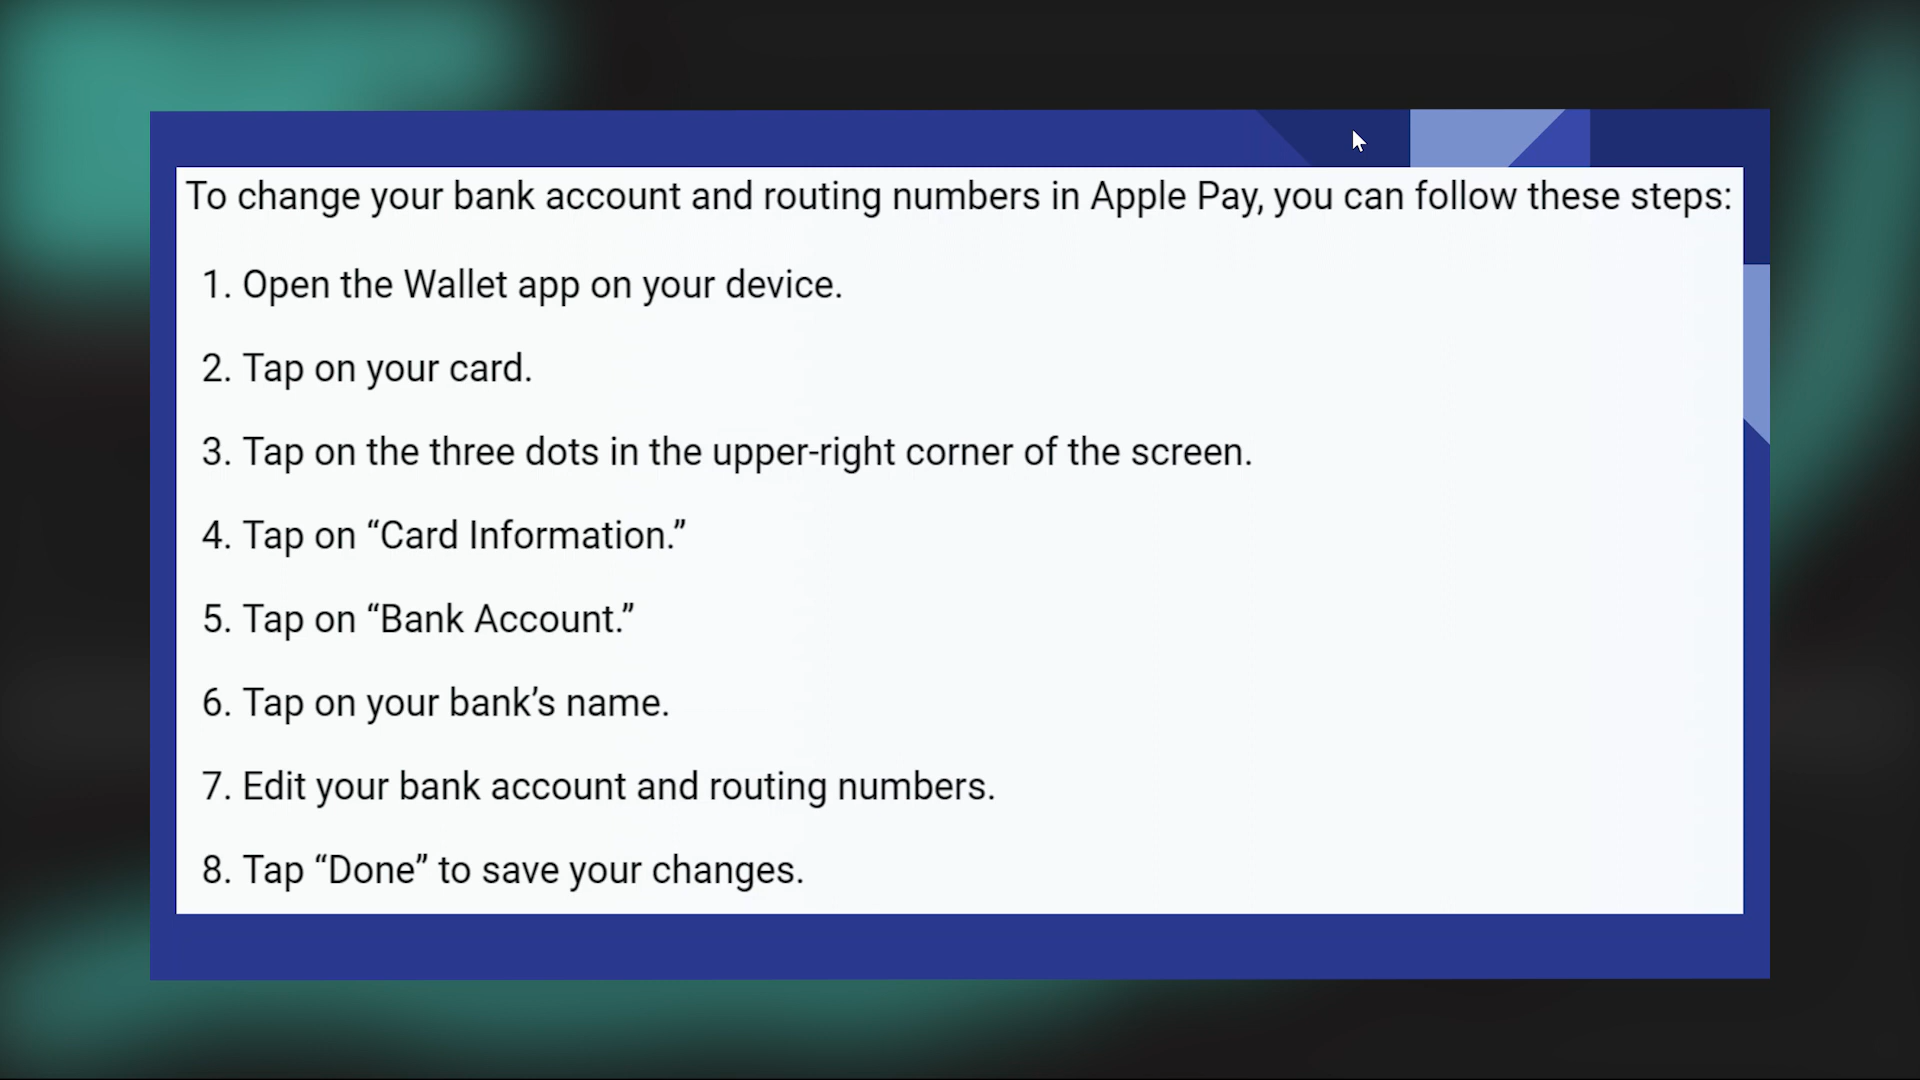 To change your bank account and routing numbers in Apple Pay, you can follow these steps:
1. Open the Wallet app on your device.
2. Tap on your card.
3. Tap on the three dots in the upper-right corner of the screen.
4. Tap on “Card Information.”
5. Tap on “Bank Account.”
6. Tap on your bank’s name.
7. Edit your bank account and routing numbers.
8. Tap “Done” to save your changes.